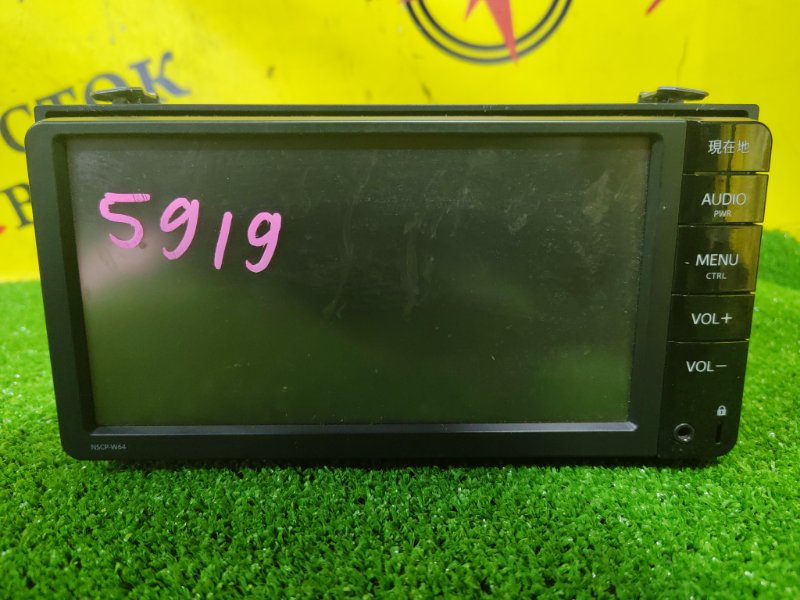 СТОК
В
5919
現在地
AUDIO
PWR
MENU
CTRL
VOL+
VOL−
NSCP-W64